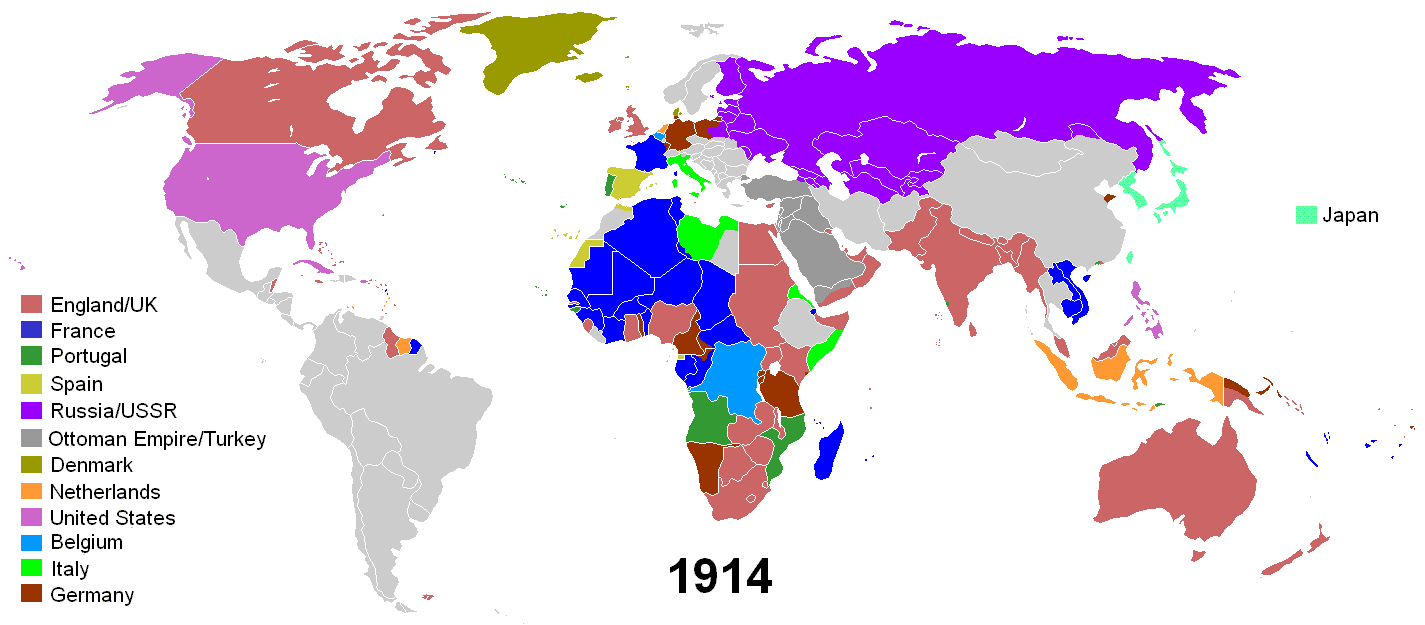 Japan
England/UK
France
Portugal
Spain
Russia/USSR
Ottoman Empire/Turkey
Denmark
Netherlands
United States
Belgium
Italy
Germany
1914